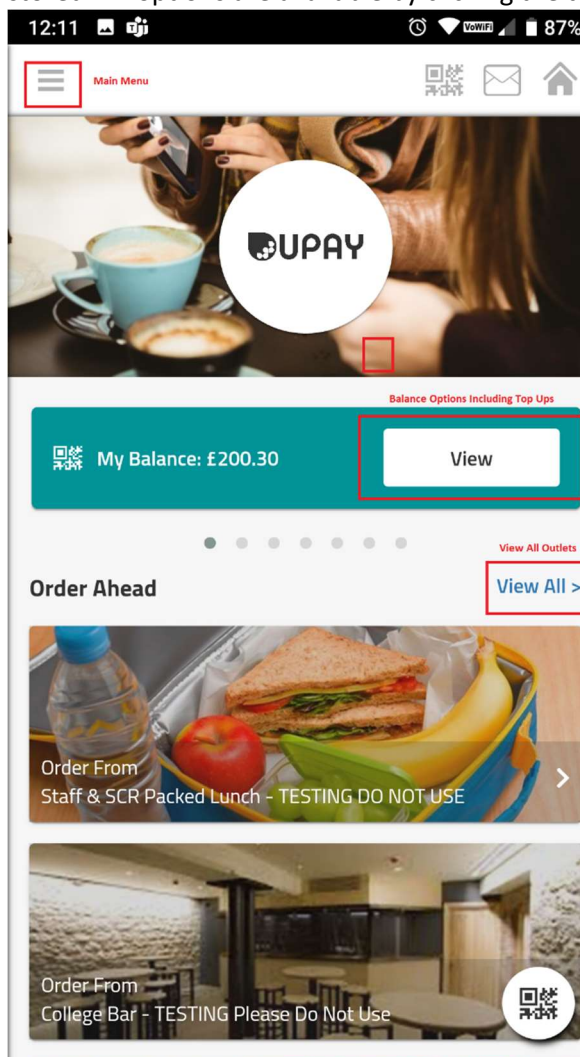 12:11 87%
VoWiFi
Main Menu
UPAY
Balance Options Including Top Ups
My Balance: £200.30
View
View All Outlets
Order Ahead
View All >
Order From
Staff & SCR Packed Lunch - TESTING DO NOT USE
Order From
College Bar - TESTING Please Do Not Use